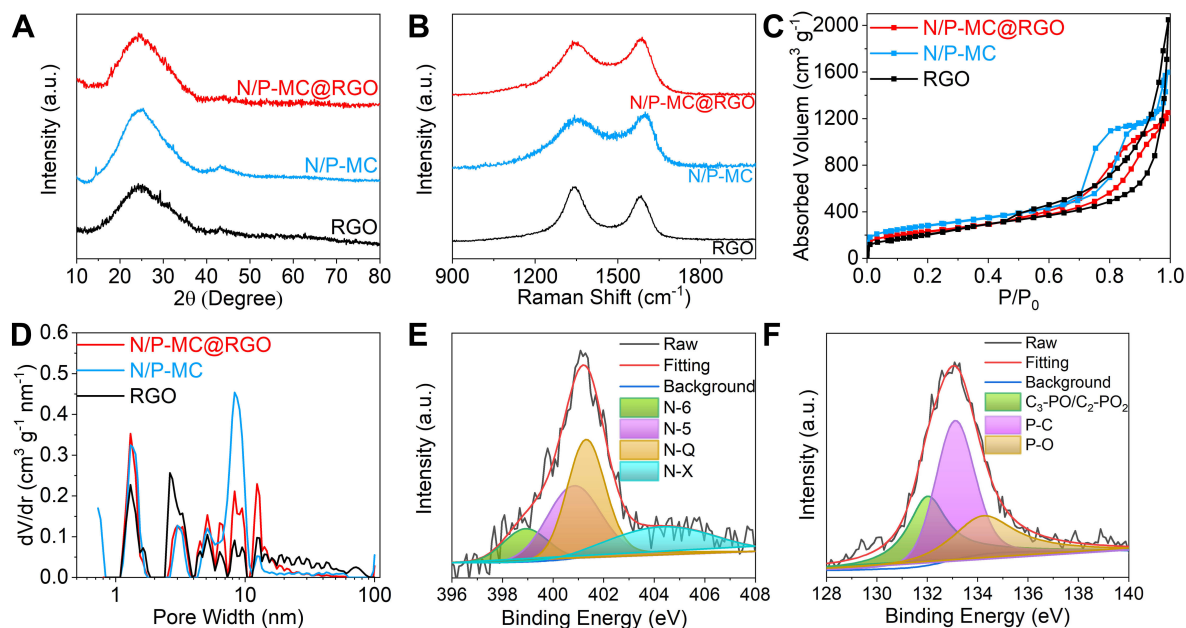 A
Intensity (a.u.)
N/P-MC@RGO
N/P-MC
RGO
10 20 30 40 50 60 70 80
2θ (Degree)
B
Intensity (a.u.)
N/P-MC@RGO
N/P-MC
RGO
900 1200 1500 1800
Raman Shift (cm⁻¹)
C
Absorbed Voluem (cm³ g⁻¹)
N/P-MC@RGO
N/P-MC
RGO
2000
1600
1200
800
400
0
0.0 0.2 0.4 0.6 0.8 1.0
P/P₀
D
dV/dr (cm³ g⁻¹ nm⁻¹)
0.6
0.5
0.4
0.3
0.2
0.1
0.0
N/P-MC@RGO
N/P-MC
RGO
1 10 100
Pore Width (nm)
E
Intensity (a.u.)
Raw
Fitting
Background
N-6
N-5
N-Q
N-X
396 398 400 402 404 406 408
Binding Energy (eV)
F
Intensity (a.u.)
Raw
Fitting
Background
C₃-PO/C₂-PO₂
P-C
P-O
128 130 132 134 136 138 140
Binding Energy (eV)